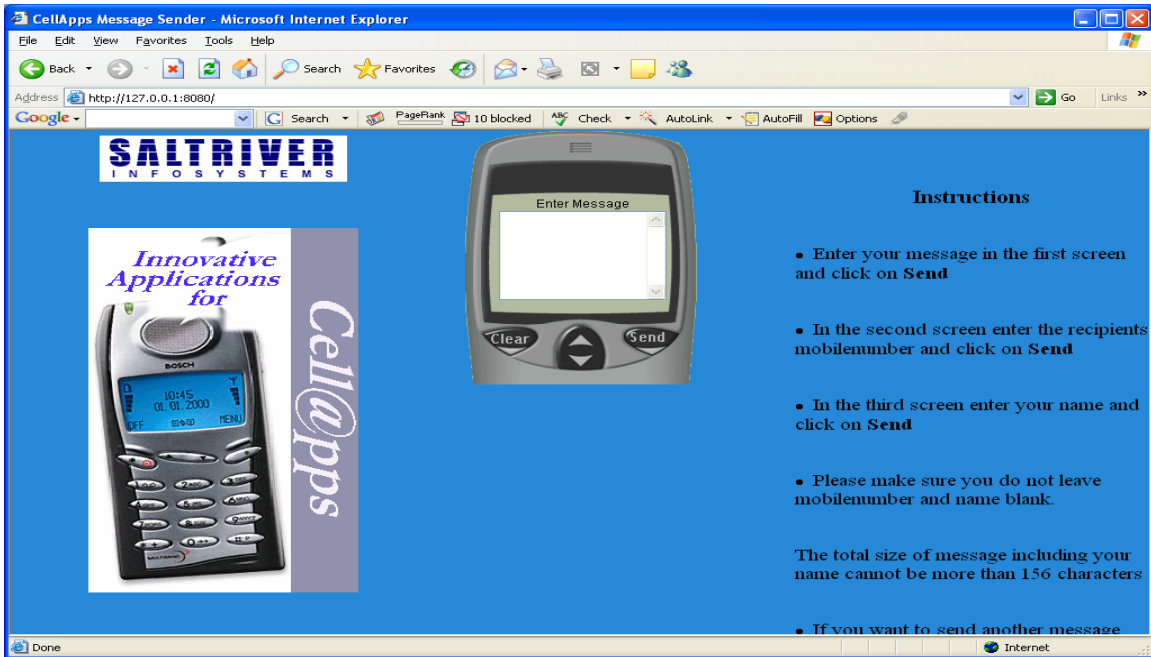 CellApps Message Sender - Microsoft Internet Explorer
File Edit View Favorites Tools Help
Back Search Favorites
Address http://127.0.0.1:8080/ Go Links »
Google Search PageRank 10 blocked ABC Check AutoLink AutoFill Options
SALTRIVER
INFOSYSTEMS
Innovative
Applications
for
Cell@pps
BOSCH
10:45
01.01.2000
OFF MENU
Enter Message
Clear Send
Instructions
• Enter your message in the first screen
and click on Send
• In the second screen enter the recipients
mobilenumber and click on Send
• In the third screen enter your name and
click on Send
• Please make sure you do not leave
mobilenumber and name blank.
The total size of message including your
name cannot be more than 156 characters
• If you want to send another message
Done Internet